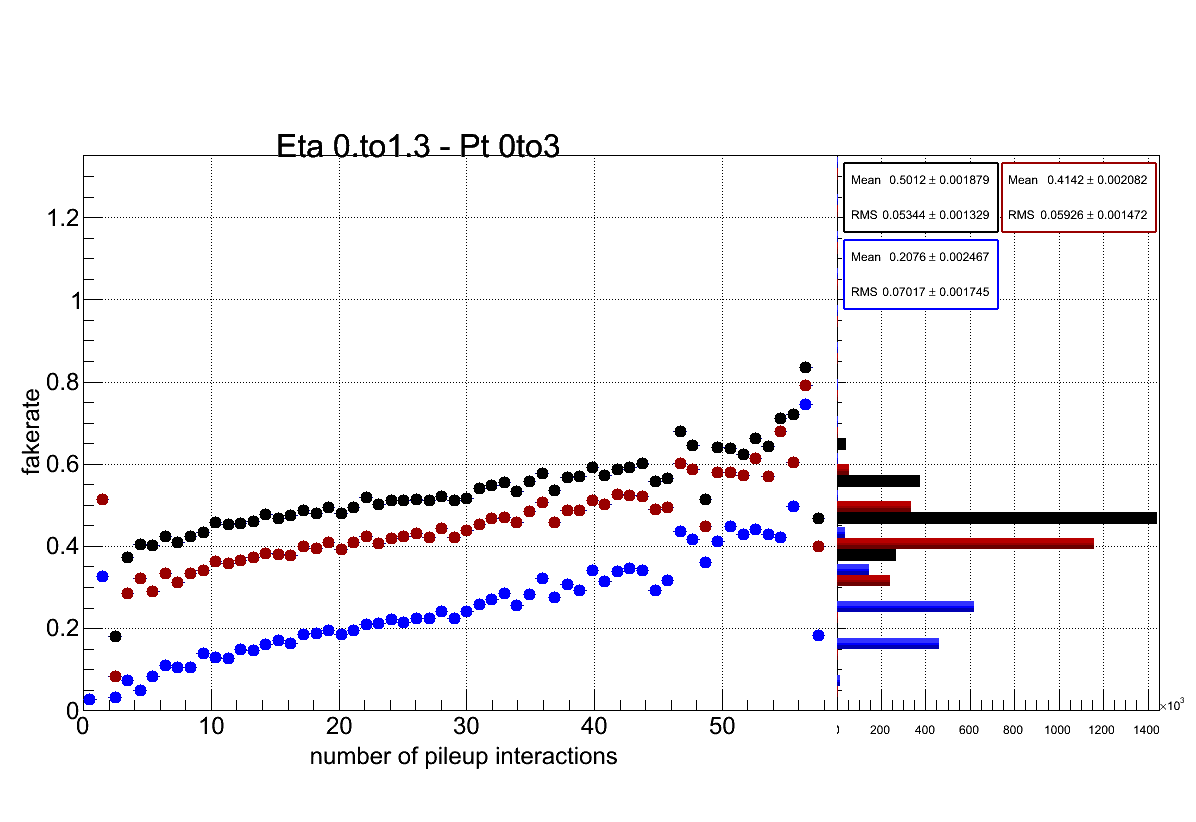 Eta 0.to1.3 - Pt 0to3
Mean 0.5012 ± 0.001879
RMS 0.05344 ± 0.001329
Mean 0.4142 ± 0.002082
RMS 0.05926 ± 0.001472
Mean 0.2076 ± 0.002467
RMS 0.07017 ± 0.001745
fakerate
1.2
1
0.8
0.6
0.4
0.2
0
0 10 20 30 40 50
number of pileup interactions
200 400 600 800 1000 1200 1400
×10³